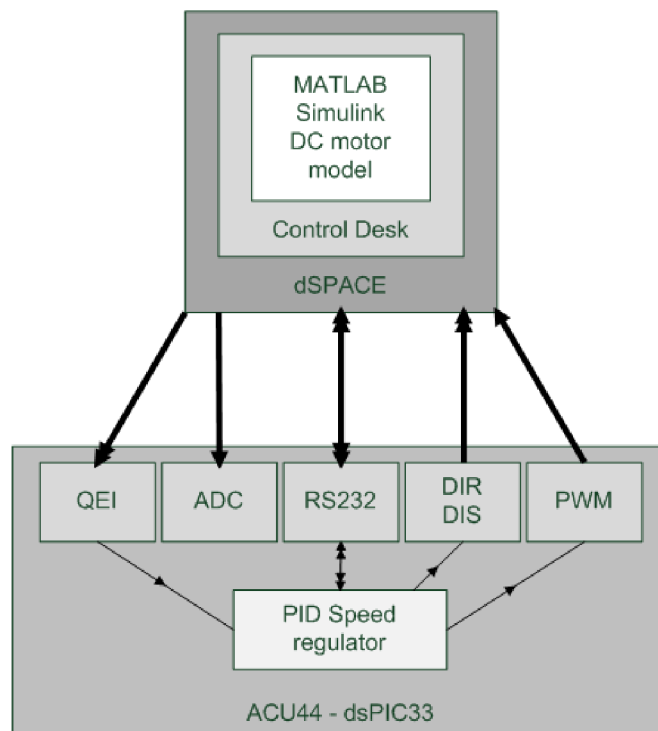 MATLAB
Simulink
DC motor
model
Control Desk
dSPACE
QEI
ADC
RS232
DIR
DIS
PWM
PID Speed
regulator
ACU44 - dsPIC33